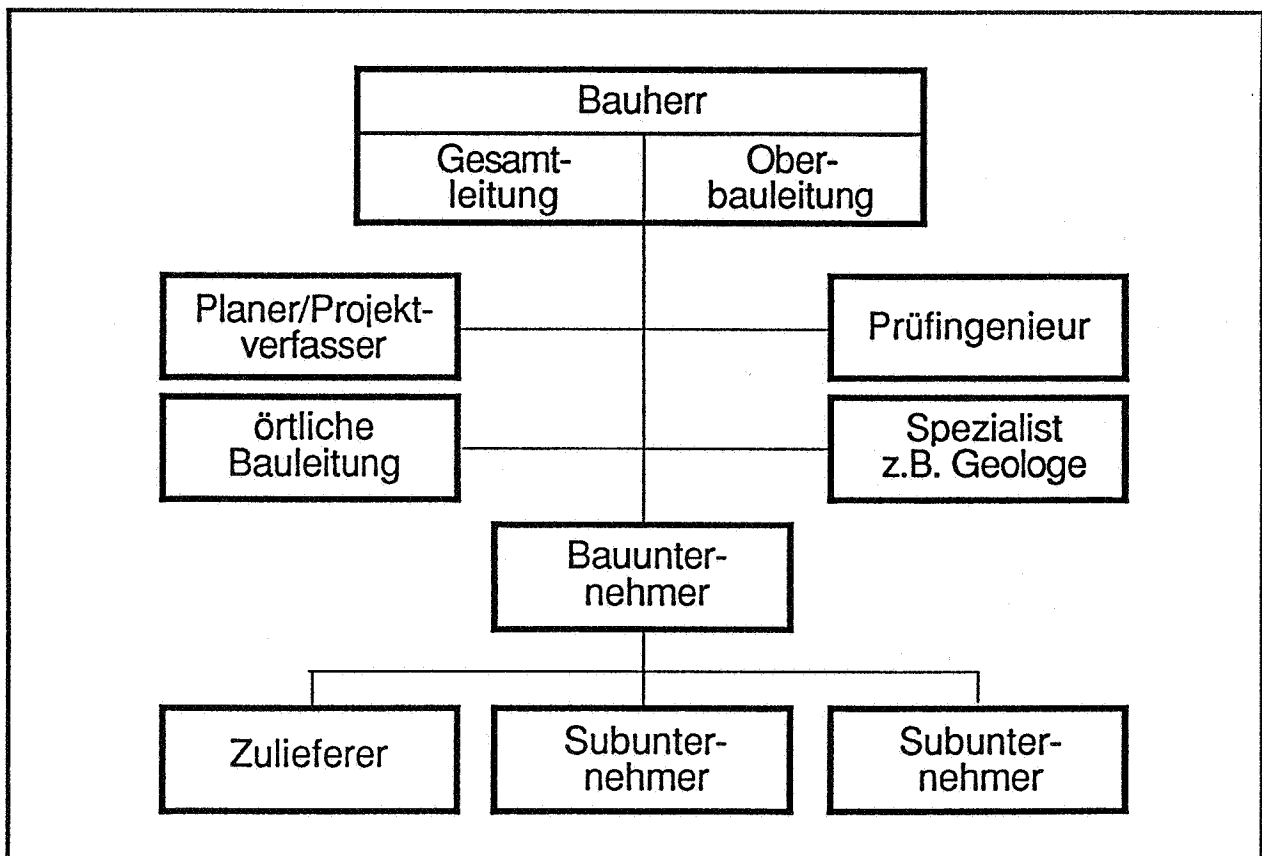 Bauherr
Gesamt-
leitung
Ober-
bauleitung
Planer/Projekt-
verfasser
Prüfingenieur
örtliche
Bauleitung
Spezialist
z.B. Geologe
Bauunter-
nehmer
Zulieferer
Subunter-
nehmer
Subunter-
nehmer